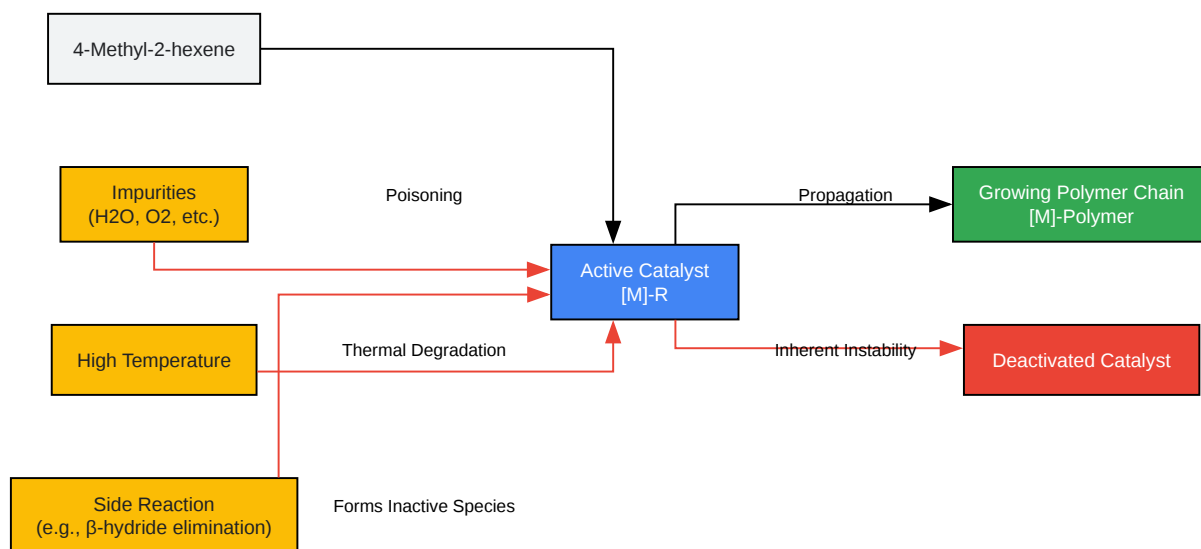 4-Methyl-2-hexene
Impurities
(H2O, O2, etc.)
Poisoning
Propagation
Growing Polymer Chain
[M]-Polymer
Active Catalyst
[M]-R
High Temperature
Thermal Degradation
Inherent Instability
Deactivated Catalyst
Side Reaction
(e.g., β-hydride elimination)
Forms Inactive Species